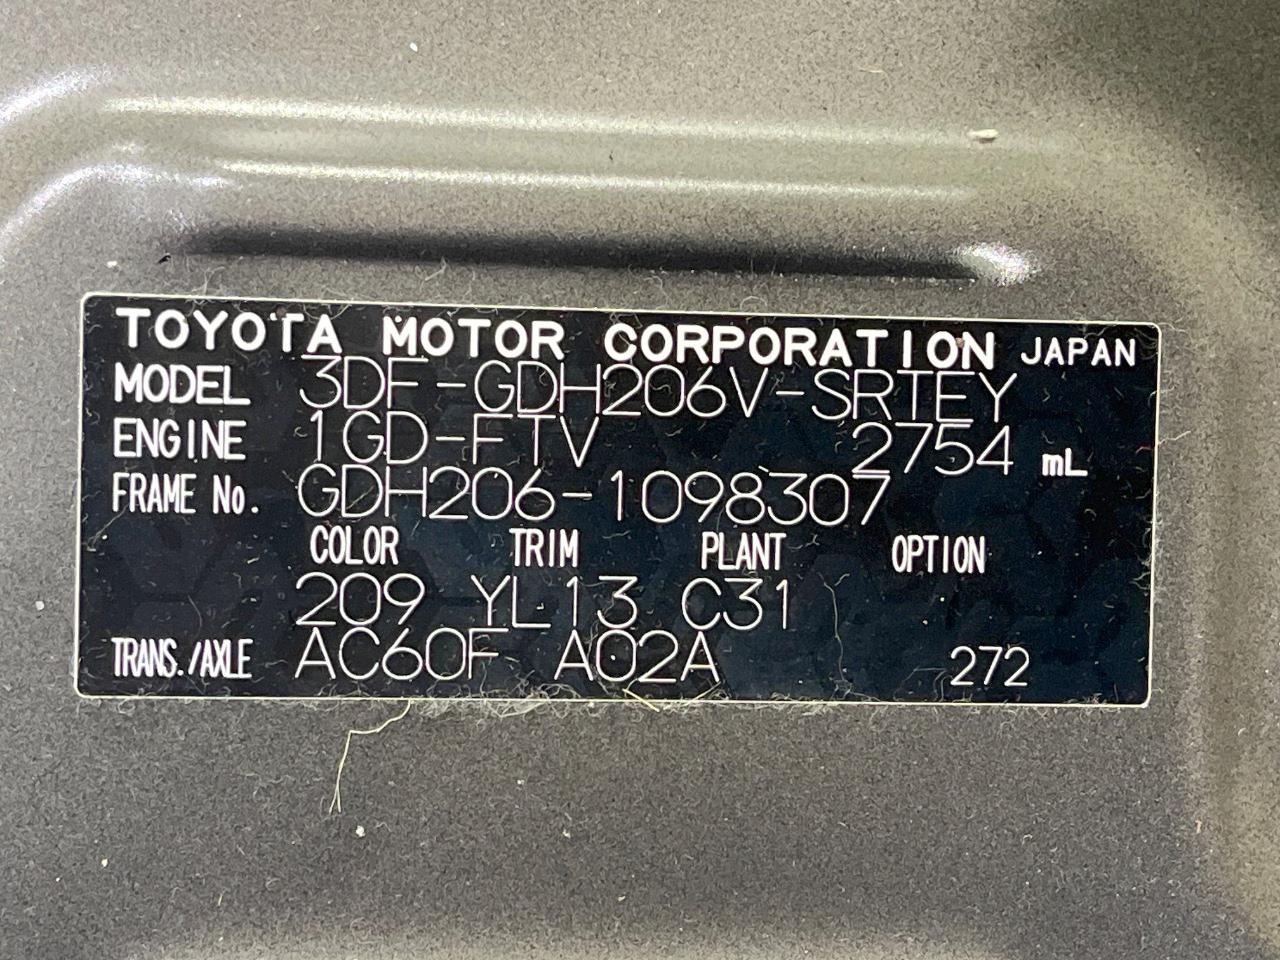 TOYOTA MOTOR CORPORATION JAPAN
MODEL 3DF-GDH206V-SRTEY
ENGINE 1GD-FTV 2754 mL
FRAME No. GDH206-1098307
COLOR TRIM PLANT OPTION
209 YL13 C31
TRANS./AXLE AC60F A02A 272